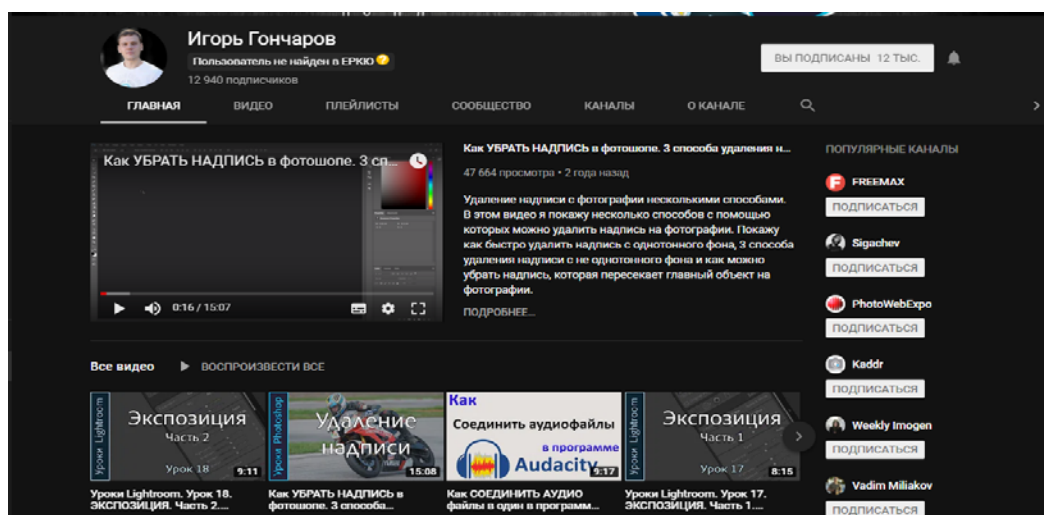 Игорь Гончаров
Пользователь не найден в ЕРКЮ
12 940 подписчиков
ВЫ ПОДПИСАНЫ 12 ТЫС.
ГЛАВНАЯ ВИДЕО ПЛЕЙЛИСТЫ СООБЩЕСТВО КАНАЛЫ О КАНАЛЕ
Как УБРАТЬ НАДПИСЬ в фотошопе. 3 сп...
0:16 / 15:07
Как УБРАТЬ НАДПИСЬ в фотошопе. 3 способа удаления н...
47 664 просмотра • 2 года назад
Удаление надписи с фотографии несколькими способами.
В этом видео я покажу несколько способов с помощью
которых можно удалить надпись на фотографии. Покажу
как быстро удалить надпись с однотонного фона, 3 способа
удаления надписи с не однотонного фона и как можно
убрать надпись, которая пересекает главный объект на
фотографии.
ПОДРОБНЕЕ...
ПОПУЛЯРНЫЕ КАНАЛЫ
FREEMAX
ПОДПИСАТЬСЯ
Sigachev
ПОДПИСАТЬСЯ
PhotoWebExpo
ПОДПИСАТЬСЯ
Kaddr
ПОДПИСАТЬСЯ
Weekly Imogen
ПОДПИСАТЬСЯ
Vadim Miliakov
ПОДПИСАТЬСЯ
Все видео ВОСПРОИЗВЕСТИ ВСЕ
Уроки Lightroom
Экспозиция
Часть 2
Урок 18
9:11
Уроки Lightroom. Урок 18.
ЭКСПОЗИЦИЯ. Часть 2....
Уроки Photoshop
Удаление
надписи
15:08
Как УБРАТЬ НАДПИСЬ в
фотошопе. 3 способа...
Как
Соединить аудиофайлы
в программе
Audacity
9:17
Как СОЕДИНИТЬ АУДИО
файлы в один в программ...
Уроки Lightroom
Экспозиция
Часть 1
Урок 17
8:15
Уроки Lightroom. Урок 17.
ЭКСПОЗИЦИЯ. Часть 1....